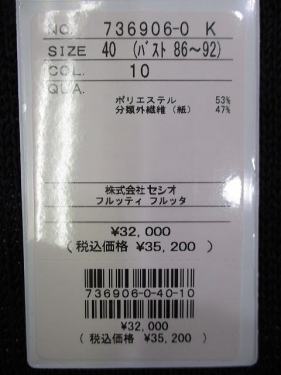 NO. 736906-0 K
SIZE 40 (バスト 86～92)
COL. 10
QUA.
ポリエステル 53%
分類外繊維（紙） 47%
株式会社セシオ
フルッティ フルッタ
¥32,000
( 税込価格 ¥35,200 )
736906-0-40-10
¥32,000
( 税込価格 ¥35,200 )